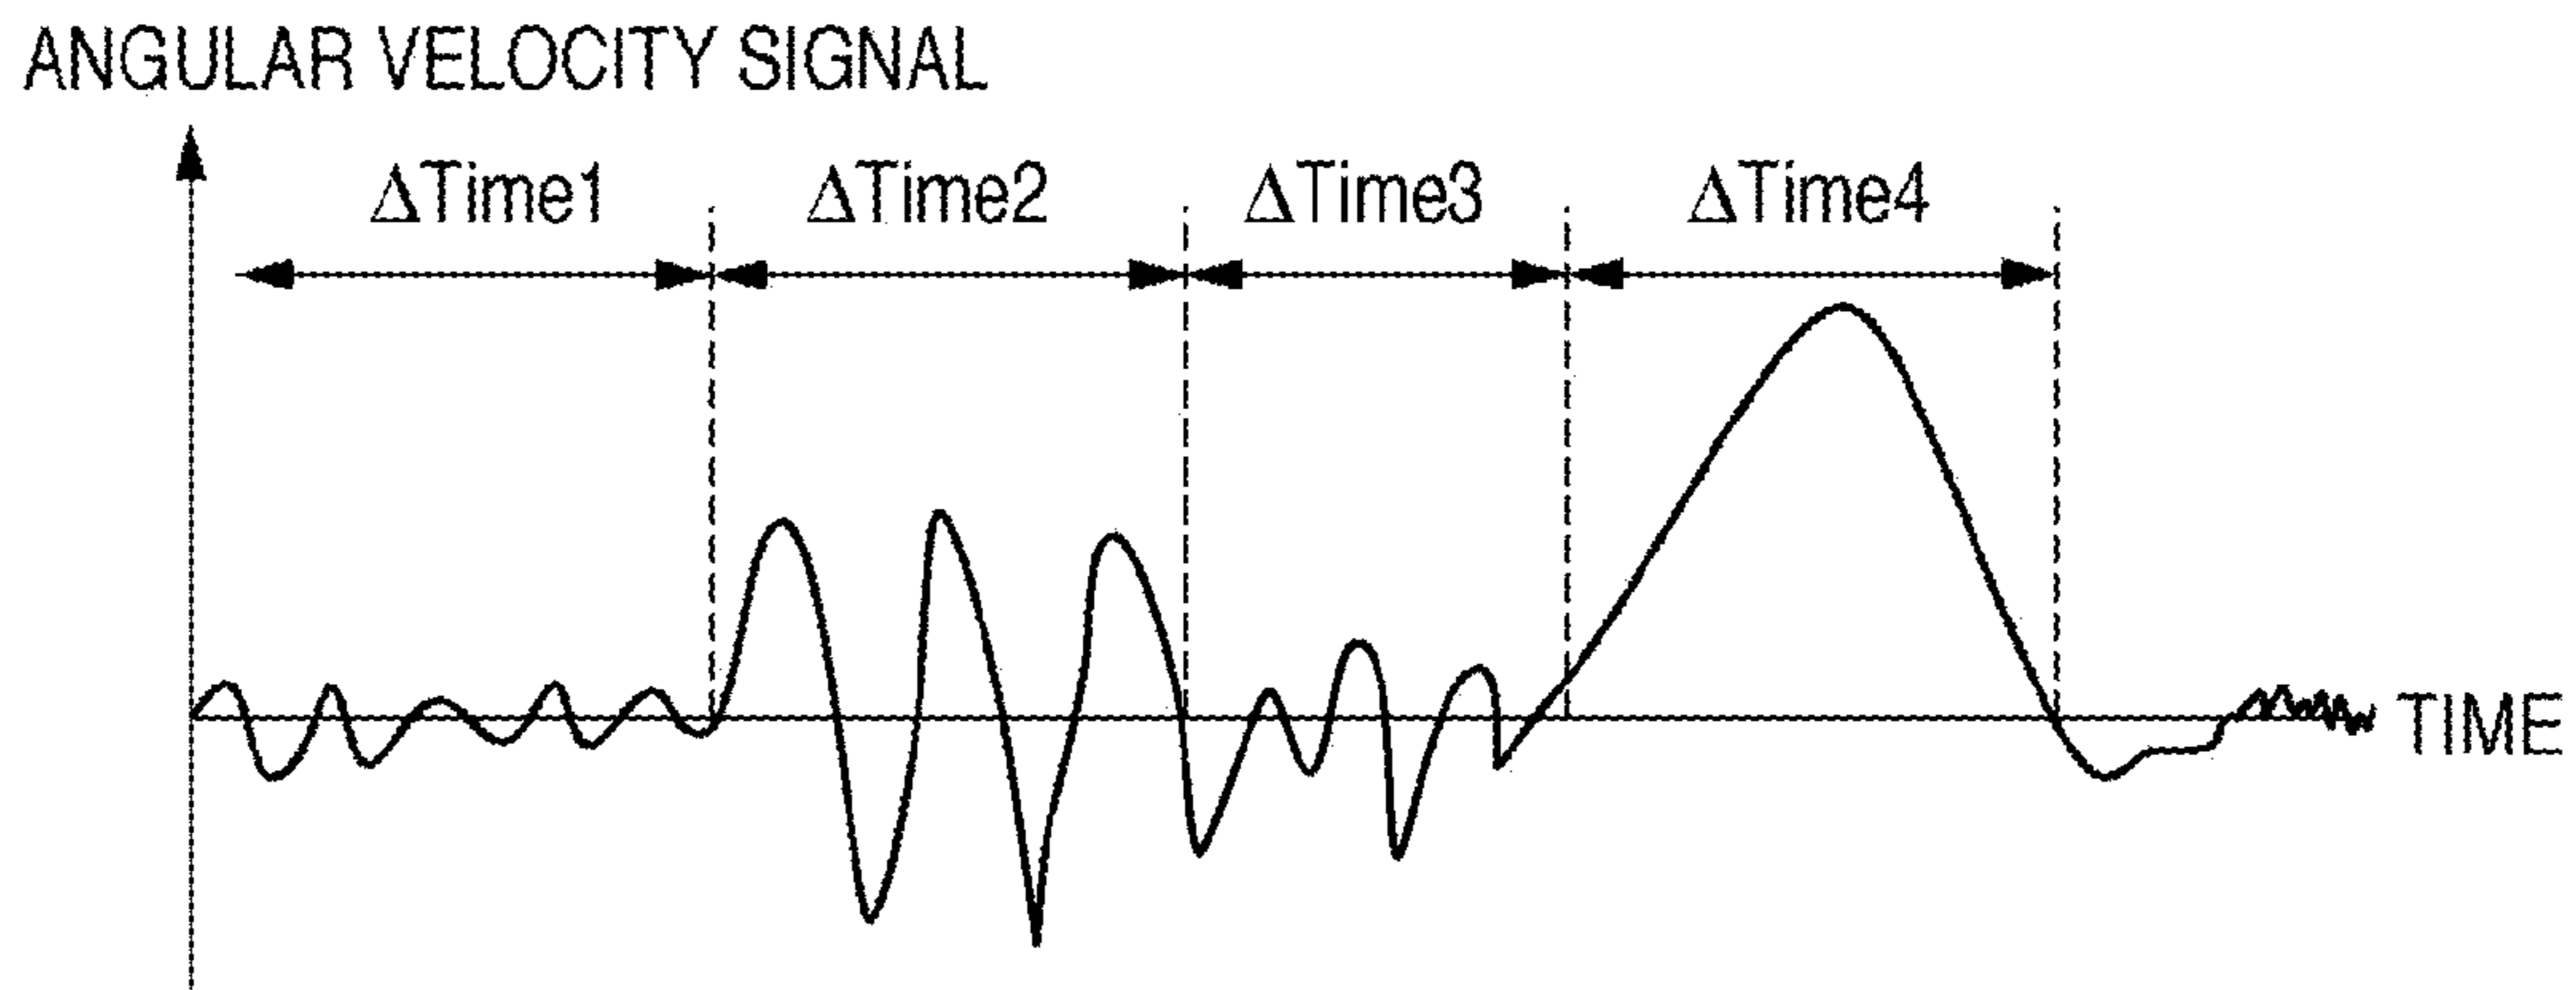 ANGULAR VELOCITY SIGNAL
ΔTime1 ΔTime2 ΔTime3 ΔTime4
TIME